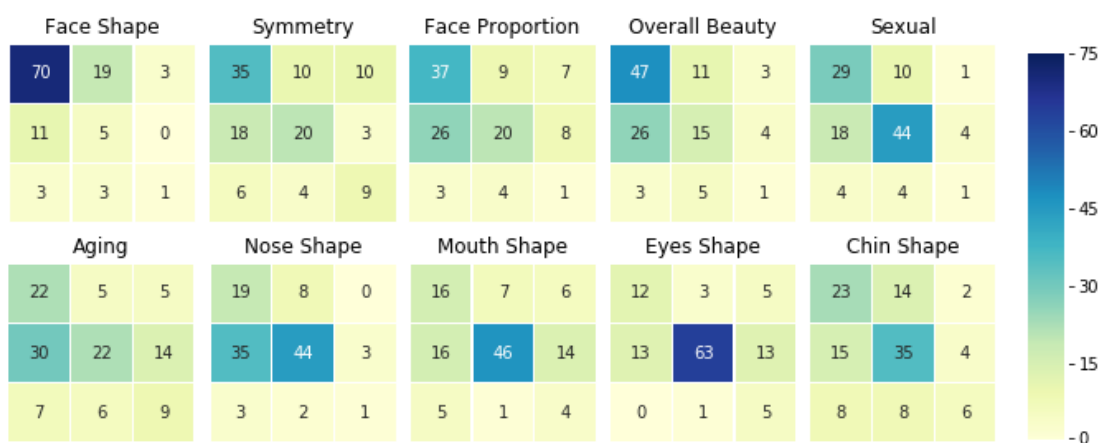 Face Shape Symmetry Face Proportion Overall Beauty Sexual
70 19 3 35 10 10 37 9 7 47 11 3 29 10 1
11 5 0 18 20 3 26 20 8 26 15 4 18 44 4
3 3 1 6 4 9 3 4 1 3 5 1 4 4 1
Aging Nose Shape Mouth Shape Eyes Shape Chin Shape
22 5 5 19 8 0 16 7 6 12 3 5 23 14 2
30 22 14 35 44 3 16 46 14 13 63 13 15 35 4
7 6 9 3 2 1 5 1 4 0 1 5 8 8 6
75
60
45
30
15
0